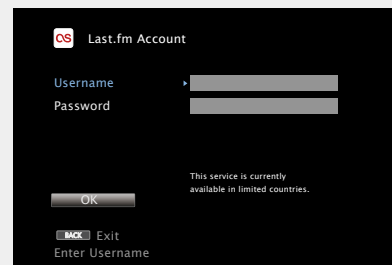 Last.fm Account
Username
Password
This service is currently
available in limited countries.
OK
BACK Exit
Enter Username